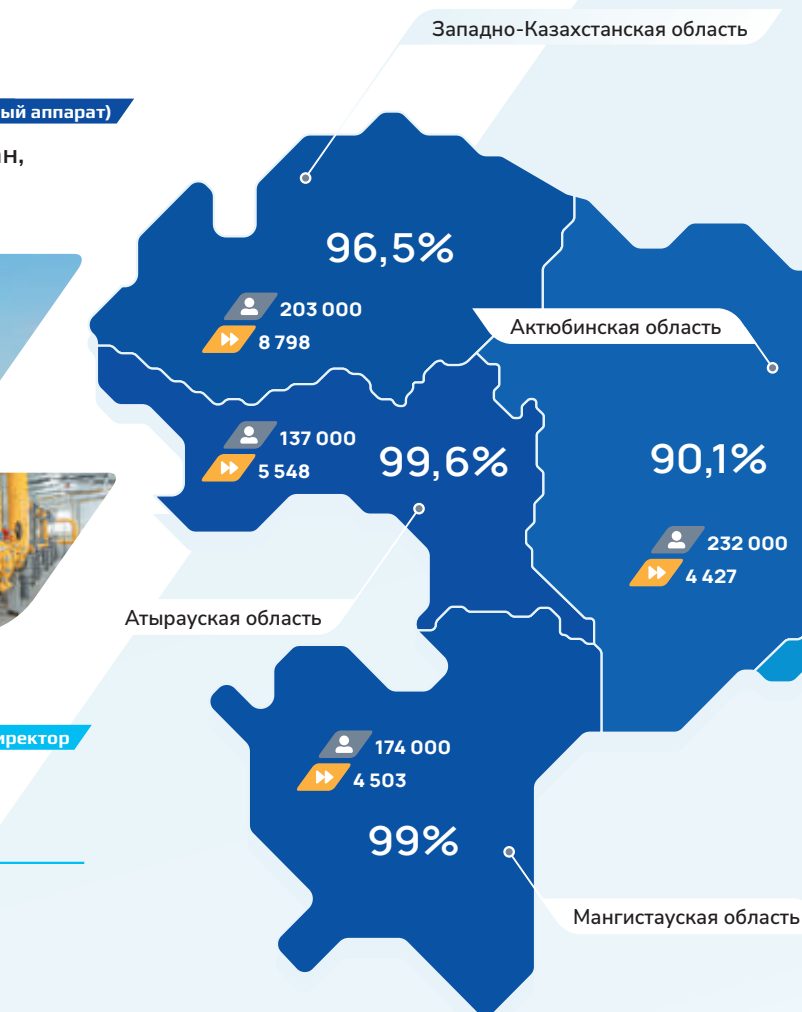 Западно-Казахстанская область
ый аппарат)
н,
96,5%
203 000
8 798
Актюбинская область
137 000
5 548
99,6%
90,1%
232 000
4 427
Атырауская область
иректор
174 000
4 503
99%
Мангистауская область